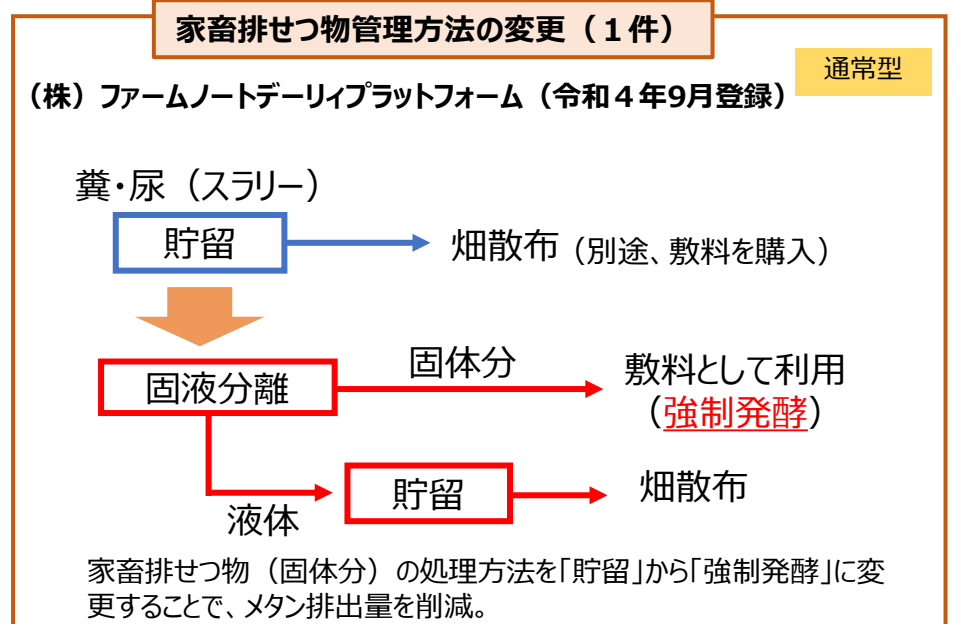 家畜排せつ物管理方法の変更（１件）
通常型
（株）ファームノートデーリィプラットフォーム（令和４年9月登録）
糞・尿（スラリー）
貯留
畑散布（別途、敷料を購入）
固液分離
固体分
敷料として利用
（強制発酵）
液体
貯留
畑散布
家畜排せつ物（固体分）の処理方法を「貯留」から「強制発酵」に変
更することで、メタン排出量を削減。